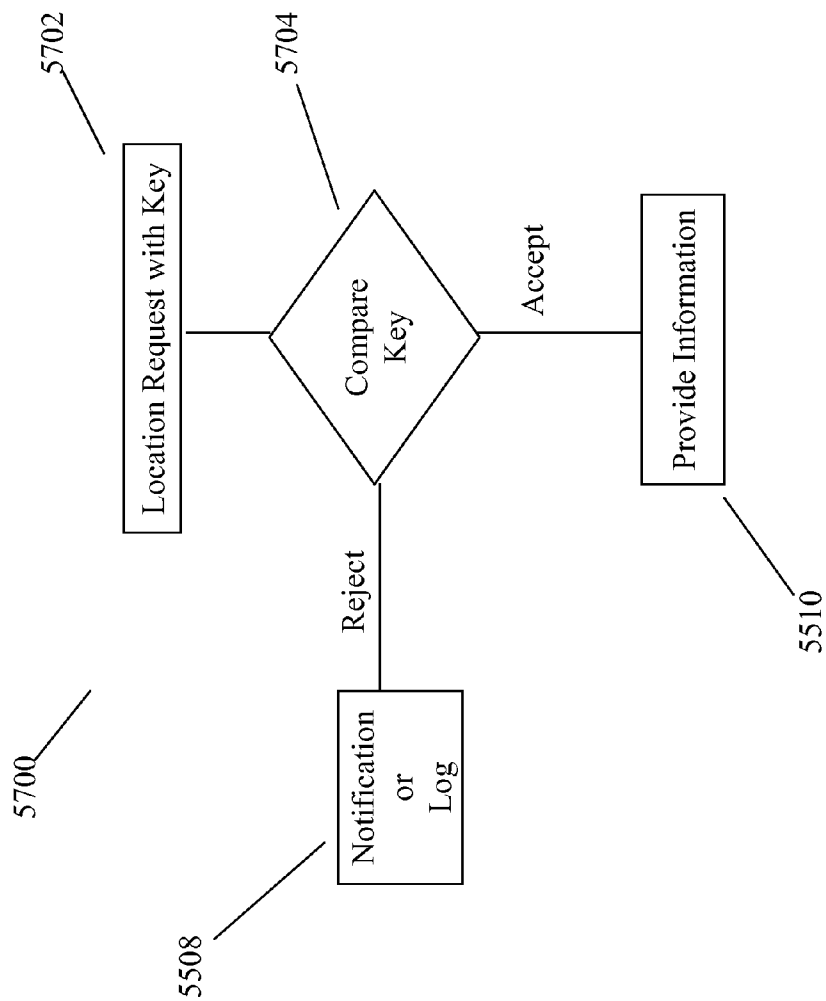 5700
5702
Location Request with Key
5704
Compare
Key
Reject
Accept
5508
Notification
or
Log
Provide Information
5510